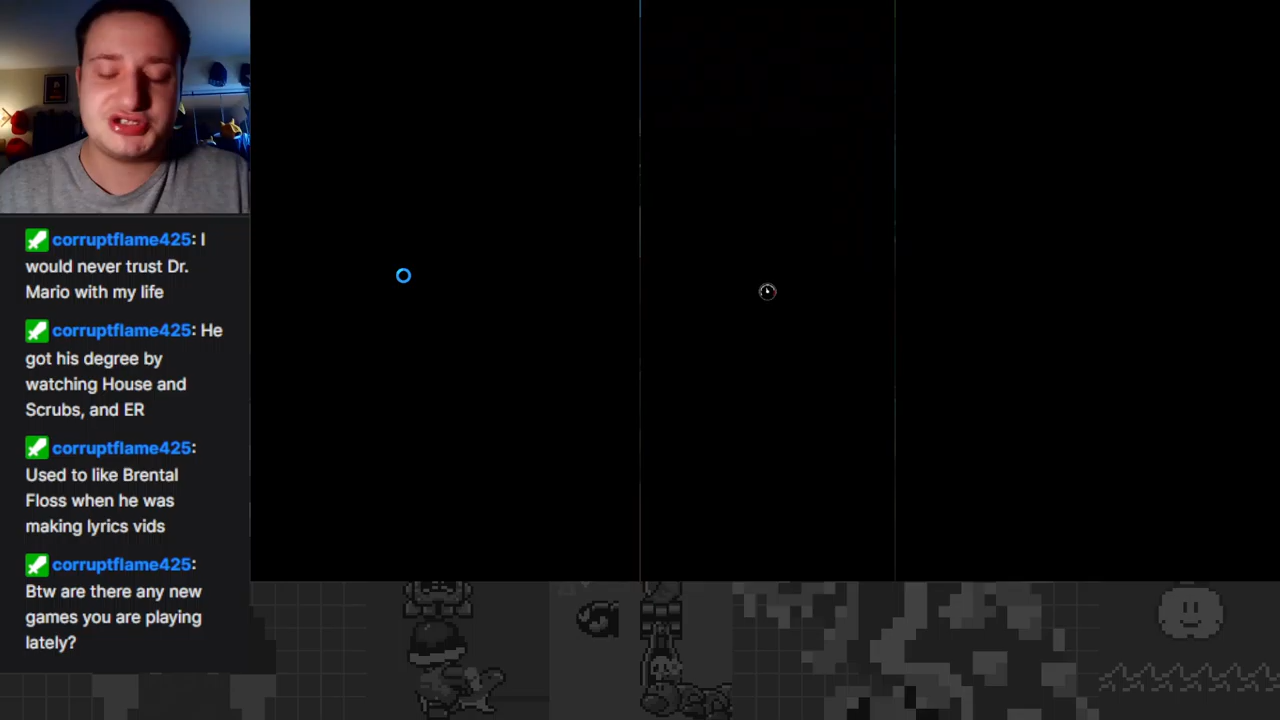 corruptflame425: I
would never trust Dr.
Mario with my life
corruptflame425: He
got his degree by
watching House and
Scrubs, and ER
corruptflame425:
Used to like Brental
Floss when he was
making lyrics vids
corruptflame425:
Btw are there any new
games you are playing
lately?